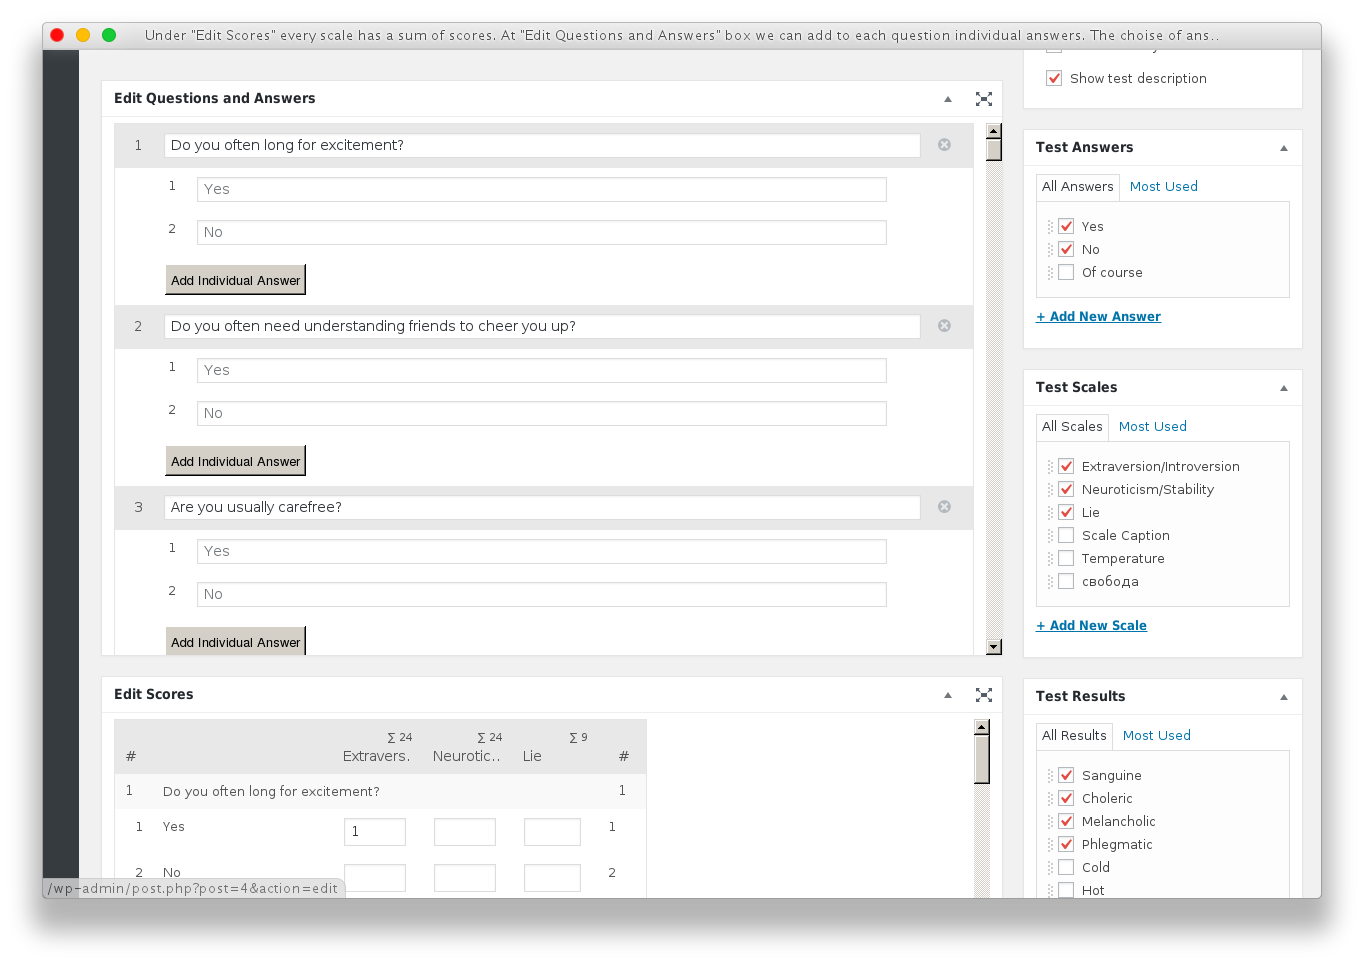 Under "Edit Scores" every scale has a sum of scores. At "Edit Questions and Answers" box we can add to each question individual answers. The choise of ans..
Show test description
Edit Questions and Answers
1 Do you often long for excitement?
1 Yes
2 No
Add Individual Answer
2 Do you often need understanding friends to cheer you up?
1 Yes
2 No
Add Individual Answer
3 Are you usually carefree?
1 Yes
2 No
Add Individual Answer
Edit Scores
∑ 24 ∑ 24 ∑ 9
# Extravers. Neurotic.. Lie #
1 Do you often long for excitement? 1
1 Yes 1 1
2 No 2
/wp-admin/post.php?post=4&action=edit
Test Answers
All Answers Most Used
Yes
No
Of course
+ Add New Answer
Test Scales
All Scales Most Used
Extraversion/Introversion
Neuroticism/Stability
Lie
Scale Caption
Temperature
свобода
+ Add New Scale
Test Results
All Results Most Used
Sanguine
Choleric
Melancholic
Phlegmatic
Cold
Hot